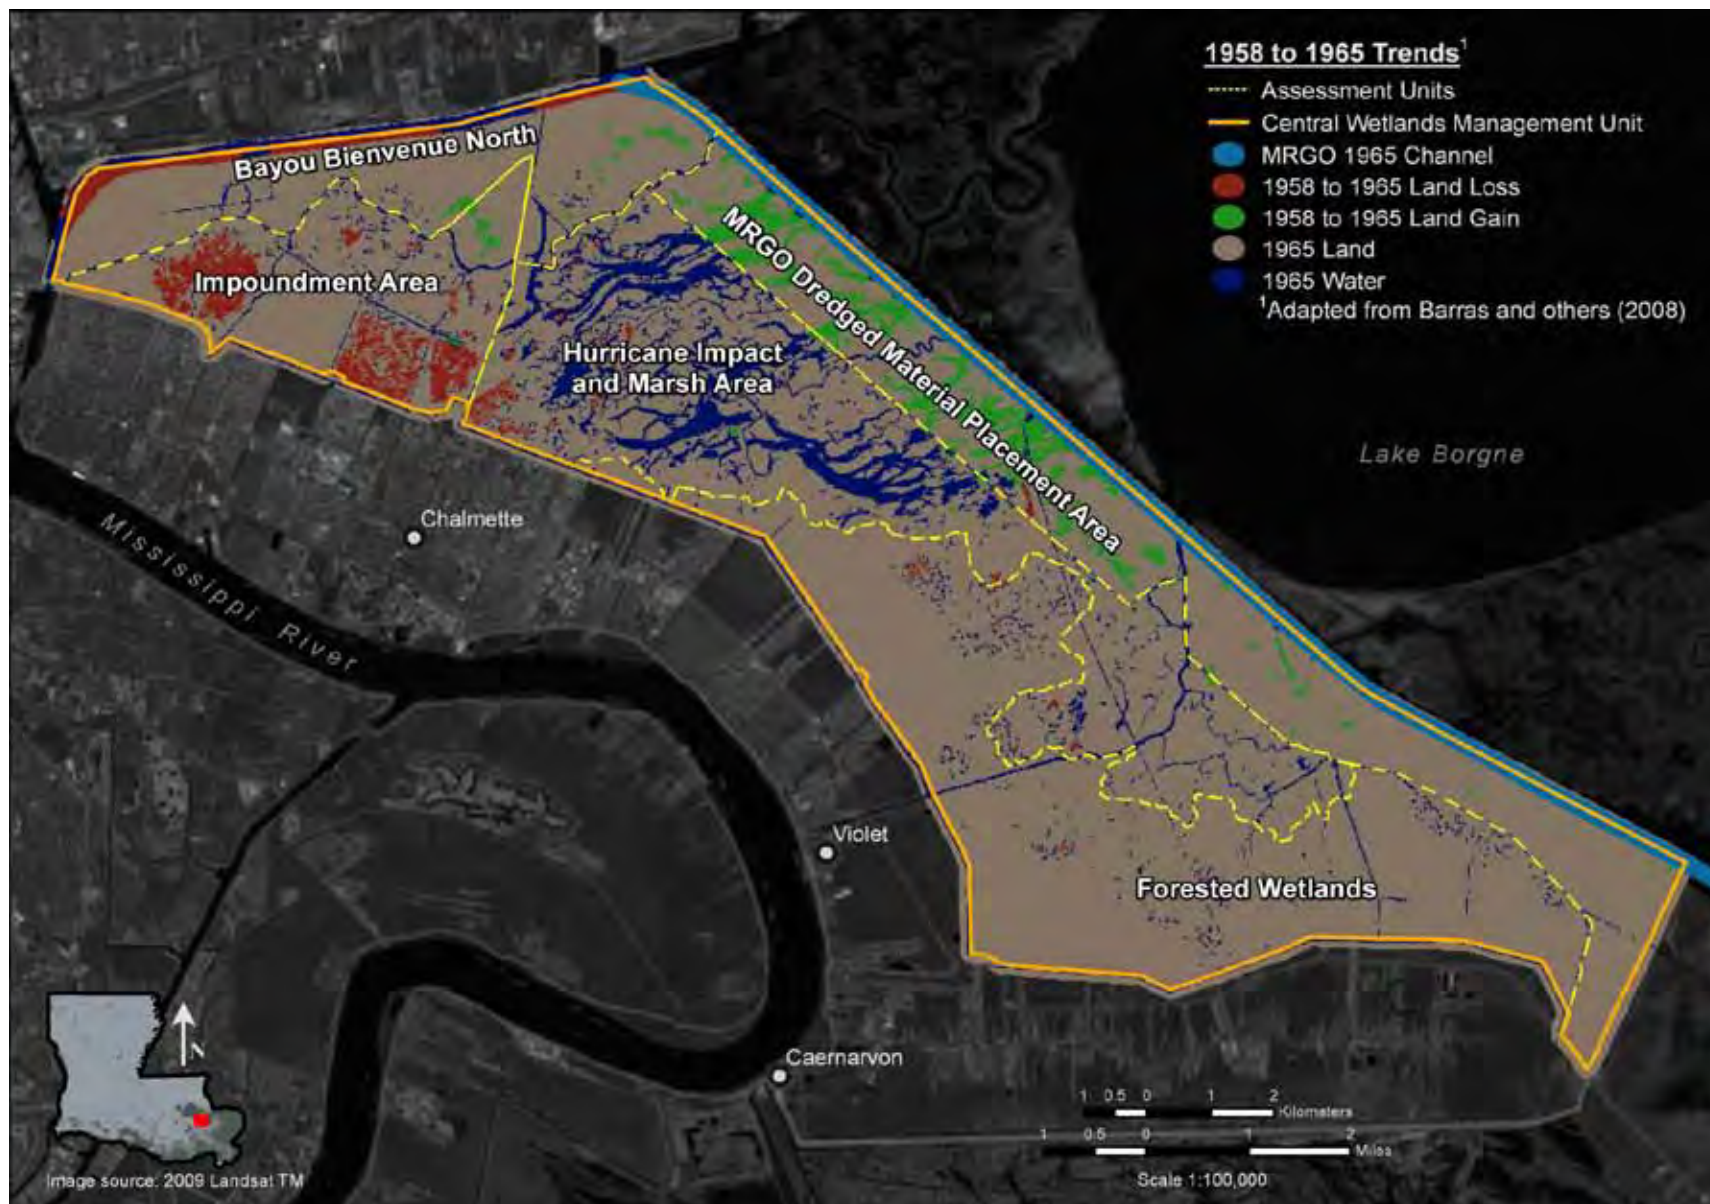 1958 to 1965 Trends1
Assessment Units
Central Wetlands Management Unit
MRGO 1965 Channel
1958 to 1965 Land Loss
1958 to 1965 Land Gain
1965 Land
1965 Water
1Adapted from Barras and others (2008)
Bayou Bienvenue North
Impoundment Area
MRGO Dredged Material Placement Area
Hurricane Impact
and Marsh Area
Lake Borgne
Chalmette
Mississippi River
Violet
Forested Wetlands
Caernarvon
N
1 0.5 0 1 2
Kilometers
1 0.5 0 1 2
Miles
Scale 1:100,000
Image source: 2009 Landsat TM